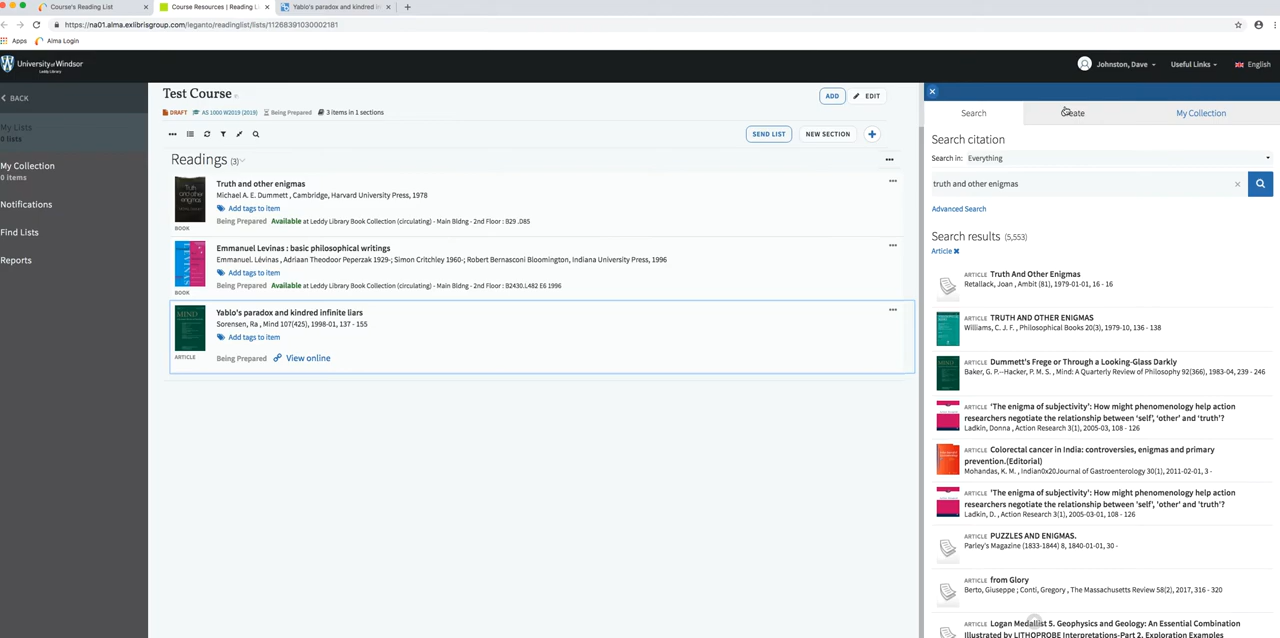 Course's Reading List
Course Resources | Reading L
Yablo's paradox and kindred in
https://na01.alma.exlibrisgroup.com/leganto/readinglist/lists/11268391030002181
Apps
Alma Login
University of Windsor
Leddy Library
Johnston, Dave
Useful Links
English
BACK
My Lists
0 lists
My Collection
0 items
Notifications
Find Lists
Reports
Test Course
ADD
EDIT
DRAFT AS 1000 W2019 (2019) Being Prepared 3 items in 1 sections
SEND LIST
NEW SECTION
Readings (3)
Truth and other enigmas
Michael A. E. Dummett , Cambridge, Harvard University Press, 1978
Add tags to item
BOOK
Being Prepared Available at Leddy Library Book Collection (circulating) - Main Bldng - 2nd Floor : B29 .D85
Emmanuel Levinas : basic philosophical writings
Emmanuel. Lévinas , Adriaan Theodoor Peperzak 1929-; Simon Critchley 1960-; Robert Bernasconi Bloomington, Indiana University Press, 1996
Add tags to item
BOOK
Being Prepared Available at Leddy Library Book Collection (circulating) - Main Bldng - 2nd Floor : B2430.L482 E6 1996
MIND
Yablo's paradox and kindred infinite liars
Sorensen, Ra , Mind 107(425), 1998-01, 137 - 155
Add tags to item
ARTICLE
Being Prepared View online
Search
Create
My Collection
Search citation
Search in: Everything
truth and other enigmas
Advanced Search
Search results (5,553)
Article
ARTICLE Truth And Other Enigmas
Retallack, Joan , Ambit (81), 1979-01-01, 16 - 16
ARTICLE TRUTH AND OTHER ENIGMAS
Williams, C. J. F. , Philosophical Books 20(3), 1979-10, 136 - 138
ARTICLE Dummett's Frege or Through a Looking-Glass Darkly
Baker, G. P.--Hacker, P. M. S. , Mind: A Quarterly Review of Philosophy 92(366), 1983-04, 239 - 246
ARTICLE 'The enigma of subjectivity': How might phenomenology help action
researchers negotiate the relationship between 'self', 'other' and 'truth'?
Ladkin, Donna , Action Research 3(1), 2005-03, 108 - 126
ARTICLE Colorectal cancer in India: controversies, enigmas and primary
prevention.(Editorial)
Mohandas, K. M. , Indian0x20Journal of Gastroenterology 30(1), 2011-02-01, 3 -
ARTICLE 'The enigma of subjectivity': How might phenomenology help action
researchers negotiate the relationship between 'self', 'other' and 'truth'?
Ladkin, D. , Action Research 3(1), 2005-03-01, 108 - 126
ARTICLE PUZZLES AND ENIGMAS.
Parley's Magazine (1833-1844) 8, 1840-01-01, 30 -
ARTICLE from Glory
Berto, Giuseppe ; Conti, Gregory , The Massachusetts Review 58(2), 2017, 316 - 320
ARTICLE Logan Medallist 5. Geophysics and Geology: An Essential Combination
Illustrated by LITHOPROBE Interpretations-Part 2, Exploration Examples